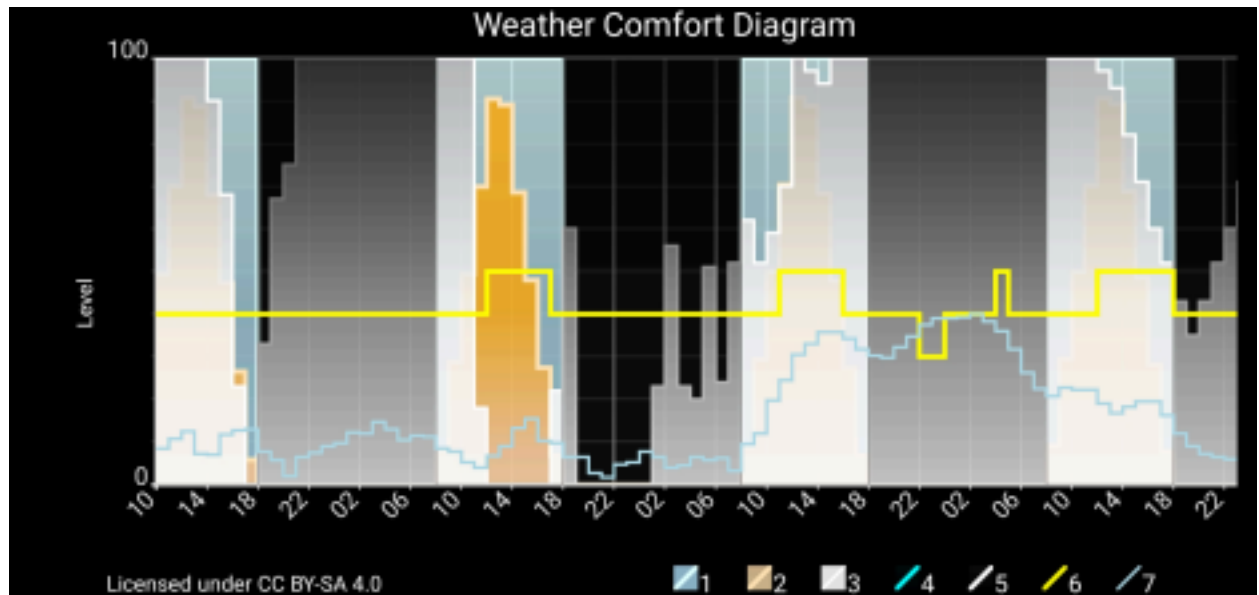 Weather Comfort Diagram
100
Level
0
10 14 18 22 02 06 10 14 18 22 02 06 10 14 18 22 02 06 10 14 18 22
Licensed under CC BY-SA 4.0
1 2 3 4 5 6 7